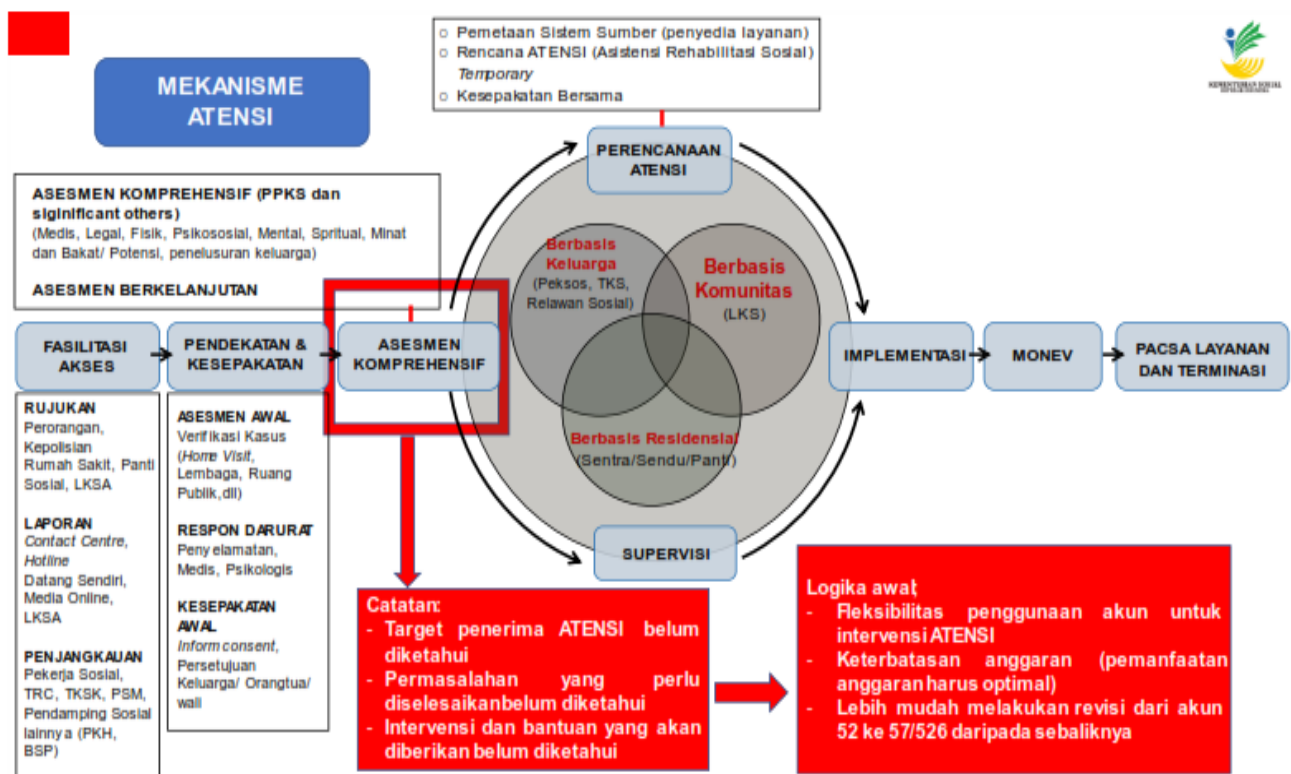 MEKANISME
ATENSI
○ Pemetaan Sistem Sumber (penyedia layanan)
○ Rencana ATENSI (Asistensi Rehabilitasi Sosial)
Temporary
○ Kesepakatan Bersama
KEMENTERIAN SOSIAL
REPUBLIK INDONESIA
ASESMEN KOMPREHENSIF (PPKS dan
siginificant others)
(Medis, Legal, Fisik, Psikososial, Mental, Spritual, Minat
dan Bakat/ Potensi, penelusuran keluarga)
ASESMEN BERKELANJUTAN
PERENCANAAN
ATENSI
Berbasis
Keluarga
(Peksos, TKS,
Relawan Sosial)
Berbasis
Komunitas
(LKS)
Berbasis Residensial
(Sentra/Sendu/Panti)
SUPERVISI
FASILITASI
AKSES
PENDEKATAN &
KESEPAKATAN
ASESMEN
KOMPREHENSIF
IMPLEMENTASI
MONEV
PACSA LAYANAN
DAN TERMINASI
RUJUKAN
Perorangan,
Kepolisian
Rumah Sakit, Panti
Sosial, LKSA
LAPORAN
Contact Centre,
Hotline
Datang Sendiri,
Media Online,
LKSA
PENJANGKAUAN
Pekerja Sosial,
TRC, TKSK, PSM,
Pendamping Sosial
lainnya (PKH,
BSP)
ASESMEN AWAL
Verifikasi Kasus
(Home Visit,
Lembaga, Ruang
Publik,dll)
RESPON DARURAT
Penyelamatan,
Medis, Psikologis
KESEPAKATAN
AWAL
Inform consent,
Persetujuan
Keluarga/ Orangtua/
wali
Catatan:
- Target penerima ATENSI belum
diketahui
- Permasalahan yang perlu
diselesaikanbelum diketahui
- Intervensi dan bantuan yang akan
diberikan belum diketahui
Logika awal;
- Fleksibilitas penggunaan akun untuk
intervensi ATENSI
- Keterbatasan anggaran (pemanfaatan
anggaran harus optimal)
- Lebih mudah melakukan revisi dari akun
52 ke 57/526 daripada sebaliknya